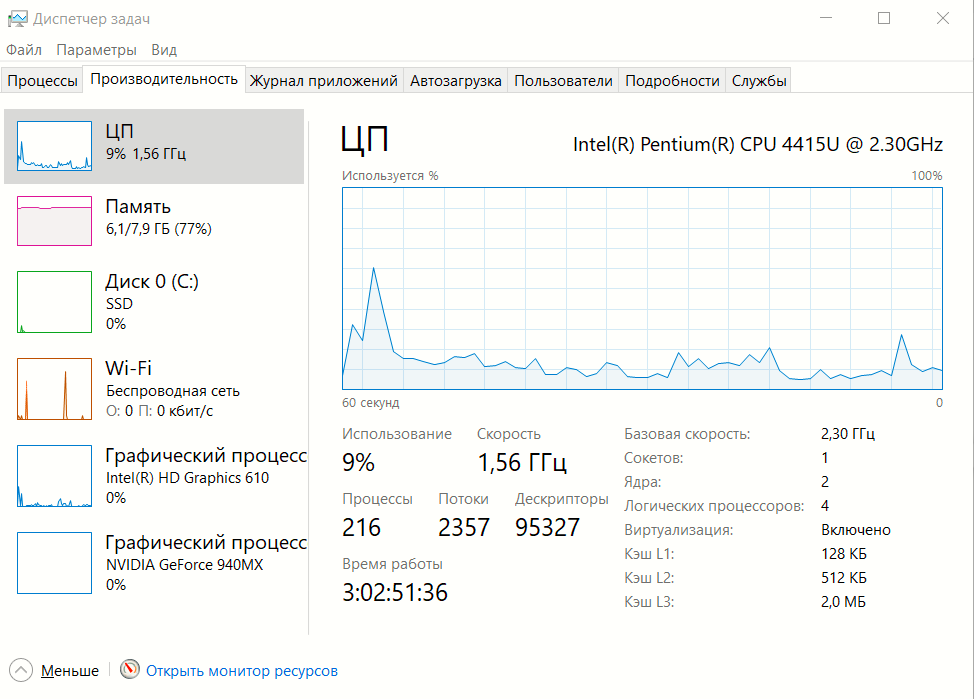 Диспетчер задач
Файл Параметры Вид
Процессы Производительность Журнал приложений Автозагрузка Пользователи Подробности Службы
ЦП
9% 1,56 ГГц
Память
6,1/7,9 ГБ (77%)
Диск 0 (C:)
SSD
0%
Wi-Fi
Беспроводная сеть
О: 0 П: 0 кбит/с
Графический процесс
Intel(R) HD Graphics 610
0%
Графический процесс
NVIDIA GeForce 940MX
0%
ЦП
Intel(R) Pentium(R) CPU 4415U @ 2.30GHz
Используется % 100%
60 секунд 0
Использование Скорость
9% 1,56 ГГц
Процессы Потоки Дескрипторы
216 2357 95327
Время работы
3:02:51:36
Базовая скорость: 2,30 ГГц
Сокетов: 1
Ядра: 2
Логических процессоров: 4
Виртуализация: Включено
Кэш L1: 128 КБ
Кэш L2: 512 КБ
Кэш L3: 2,0 МБ
Меньше Открыть монитор ресурсов